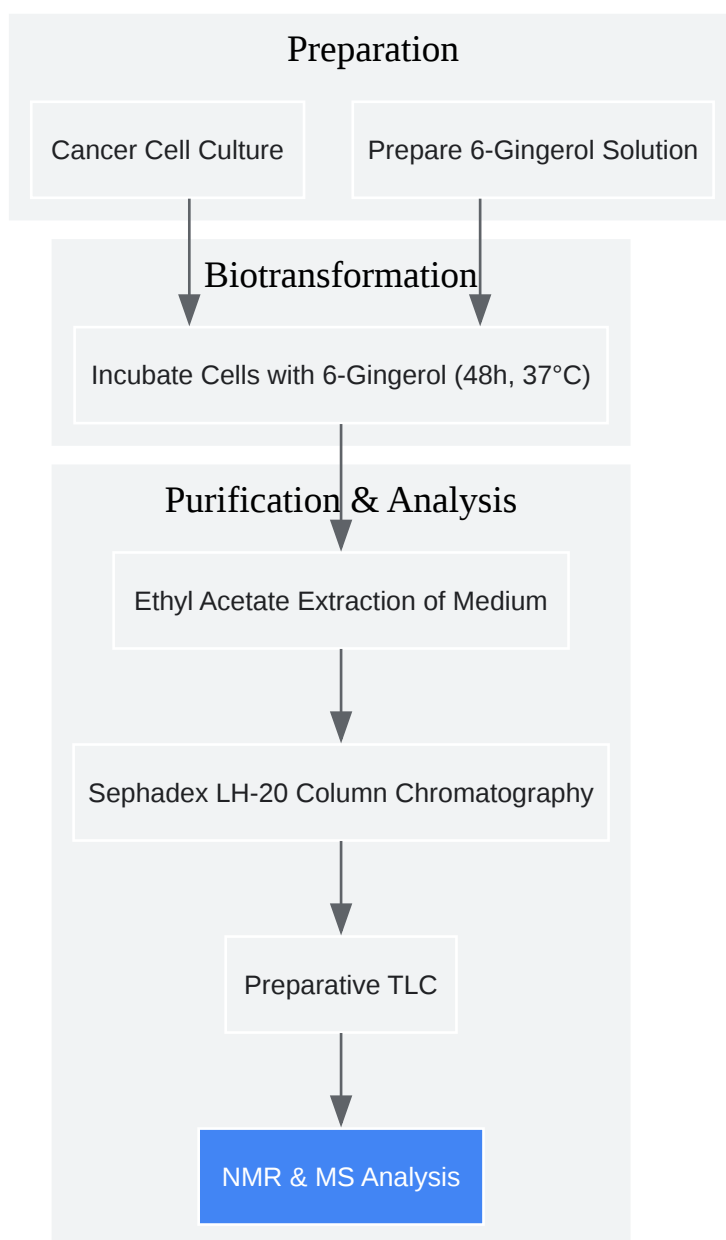 Preparation
Cancer Cell Culture
Prepare 6-Gingerol Solution
Biotransformation
Incubate Cells with 6-Gingerol (48h, 37°C)
Purification & Analysis
Ethyl Acetate Extraction of Medium
Sephadex LH-20 Column Chromatography
Preparative TLC
NMR & MS Analysis